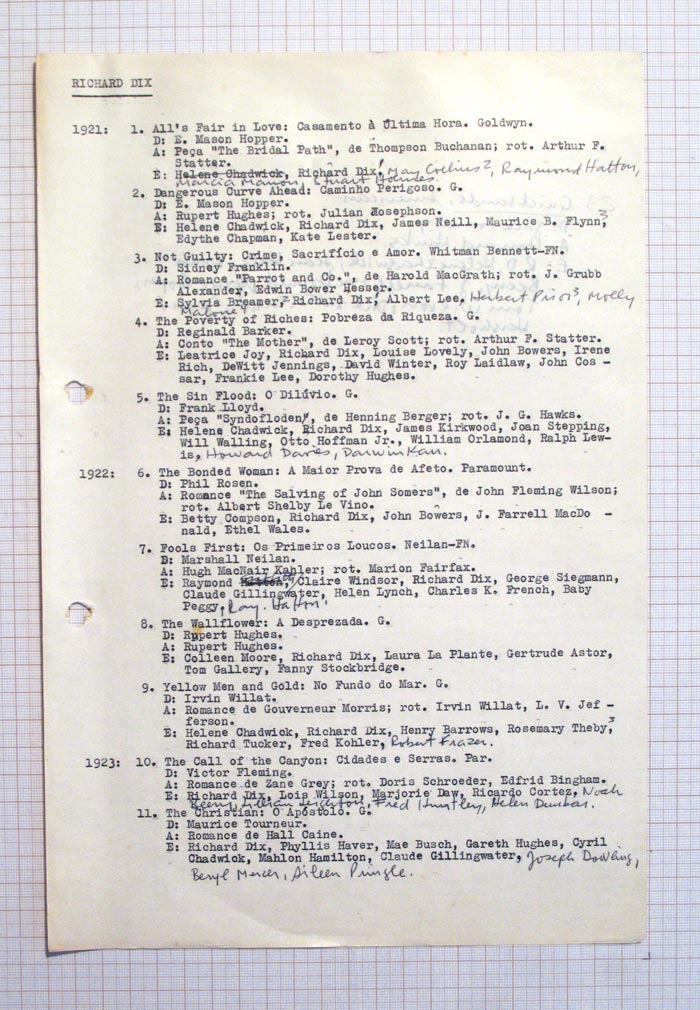 RICHARD DIX
1921: 1. All's Fair in Love: Casamento à Última Hora. Goldwyn.
D: E. Mason Hopper.
A: Peça "The Bridal Path", de Thompson Buchanan; rot. Arthur F.
Statter.
E: Helene Chadwick, Richard Dix, May Collins 2, Raymond Hatton,
Marcia Manon, Stuart Holmes.
2. Dangerous Curve Ahead: Caminho Perigoso. G.
D: E. Mason Hopper.
A: Rupert Hughes; rot. Julian Josephson.
E: Helene Chadwick, Richard Dix, James Neill, Maurice B. Flynn, 3
Edythe Chapman, Kate Lester.
3. Not Guilty: Crime, Sacrifício e Amor. Whitman Bennett-FN.
D: Sidney Franklin.
A: Romance "Parrot and Co.", de Harold MacGrath; rot. J. Grubb
Alexander, Edwin Bower Hesser.
E: Sylvia Breamer, 2 Richard Dix, Albert Lee, Herbert Prior 3, Molly
Malone
4. The Poverty of Riches: Pobreza da Riqueza. G.
D: Reginald Barker.
A: Conto "The Mother", de Leroy Scott; rot. Arthur F. Statter.
E: Leatrice Joy, Richard Dix, Louise Lovely, John Bowers, Irene
Rich, DeWitt Jennings, David Winter, Roy Laidlaw, John Cos -
sar, Frankie Lee, Dorothy Hughes.
5. The Sin Flood: O Dilúvio. G.
D: Frank Lloyd.
A: Peça "Syndofloden", de Henning Berger; rot. J. G. Hawks.
E: Helene Chadwick, Richard Dix, James Kirkwood, Joan Stepping,
Will Walling, Otto Hoffman Jr., William Orlamond, Ralph Lew-
is, Howard Davies, Darwin Karr.
1922: 6. The Bonded Woman: A Maior Prova de Afeto. Paramount.
D: Phil Rosen.
A: Romance "The Salving of John Somers", de John Fleming Wilson;
rot. Albert Shelby Le Vino.
E: Betty Compson, Richard Dix, John Bowers, J. Farrell MacDo -
nald, Ethel Wales.
7. Fools First: Os Primeiros Loucos. Neilan-FN.
D: Marshall Neilan.
A: Hugh MacNair Kahler; rot. Marion Fairfax.
E: Raymond Hatton, Claire Windsor, Richard Dix, George Siegmann,
Claude Gillingwater, Helen Lynch, Charles K. French, Baby
Peggy, Ray. Hatton.
8. The Wallflower: A Desprezada. G.
D: Rupert Hughes.
A: Rupert Hughes.
E: Colleen Moore, Richard Dix, Laura La Plante, Gertrude Astor,
Tom Gallery, Fanny Stockbridge.
9. Yellow Men and Gold: No Fundo do Mar. G.
D: Irvin Willat.
A: Romance de Gouverneur Morris; rot. Irvin Willat, L. V. Jef -
ferson.
E: Helene Chadwick, Richard Dix, Henry Barrows, Rosemary Theby, 3
Richard Tucker, Fred Kohler, Robert Frazer.
1923: 10. The Call of the Canyon: Cidades e Serras. Par.
D: Victor Fleming.
A: Romance de Zane Grey; rot. Doris Schroeder, Edfrid Bingham.
E: Richard Dix, Lois Wilson, Marjorie Daw, Ricardo Cortez, Noah
Beery, Lillian Leighton, Fred Huntley, Helen Dunbar.
11. The Christian: O Apóstolo. G.
D: Maurice Tourneur.
A: Romance de Hall Caine.
E: Richard Dix, Phyllis Haver, Mae Busch, Gareth Hughes, Cyril
Chadwick, Mahlon Hamilton, Claude Gillingwater, Joseph Dowling,
Beryl Mercer, Aileen Pringle.